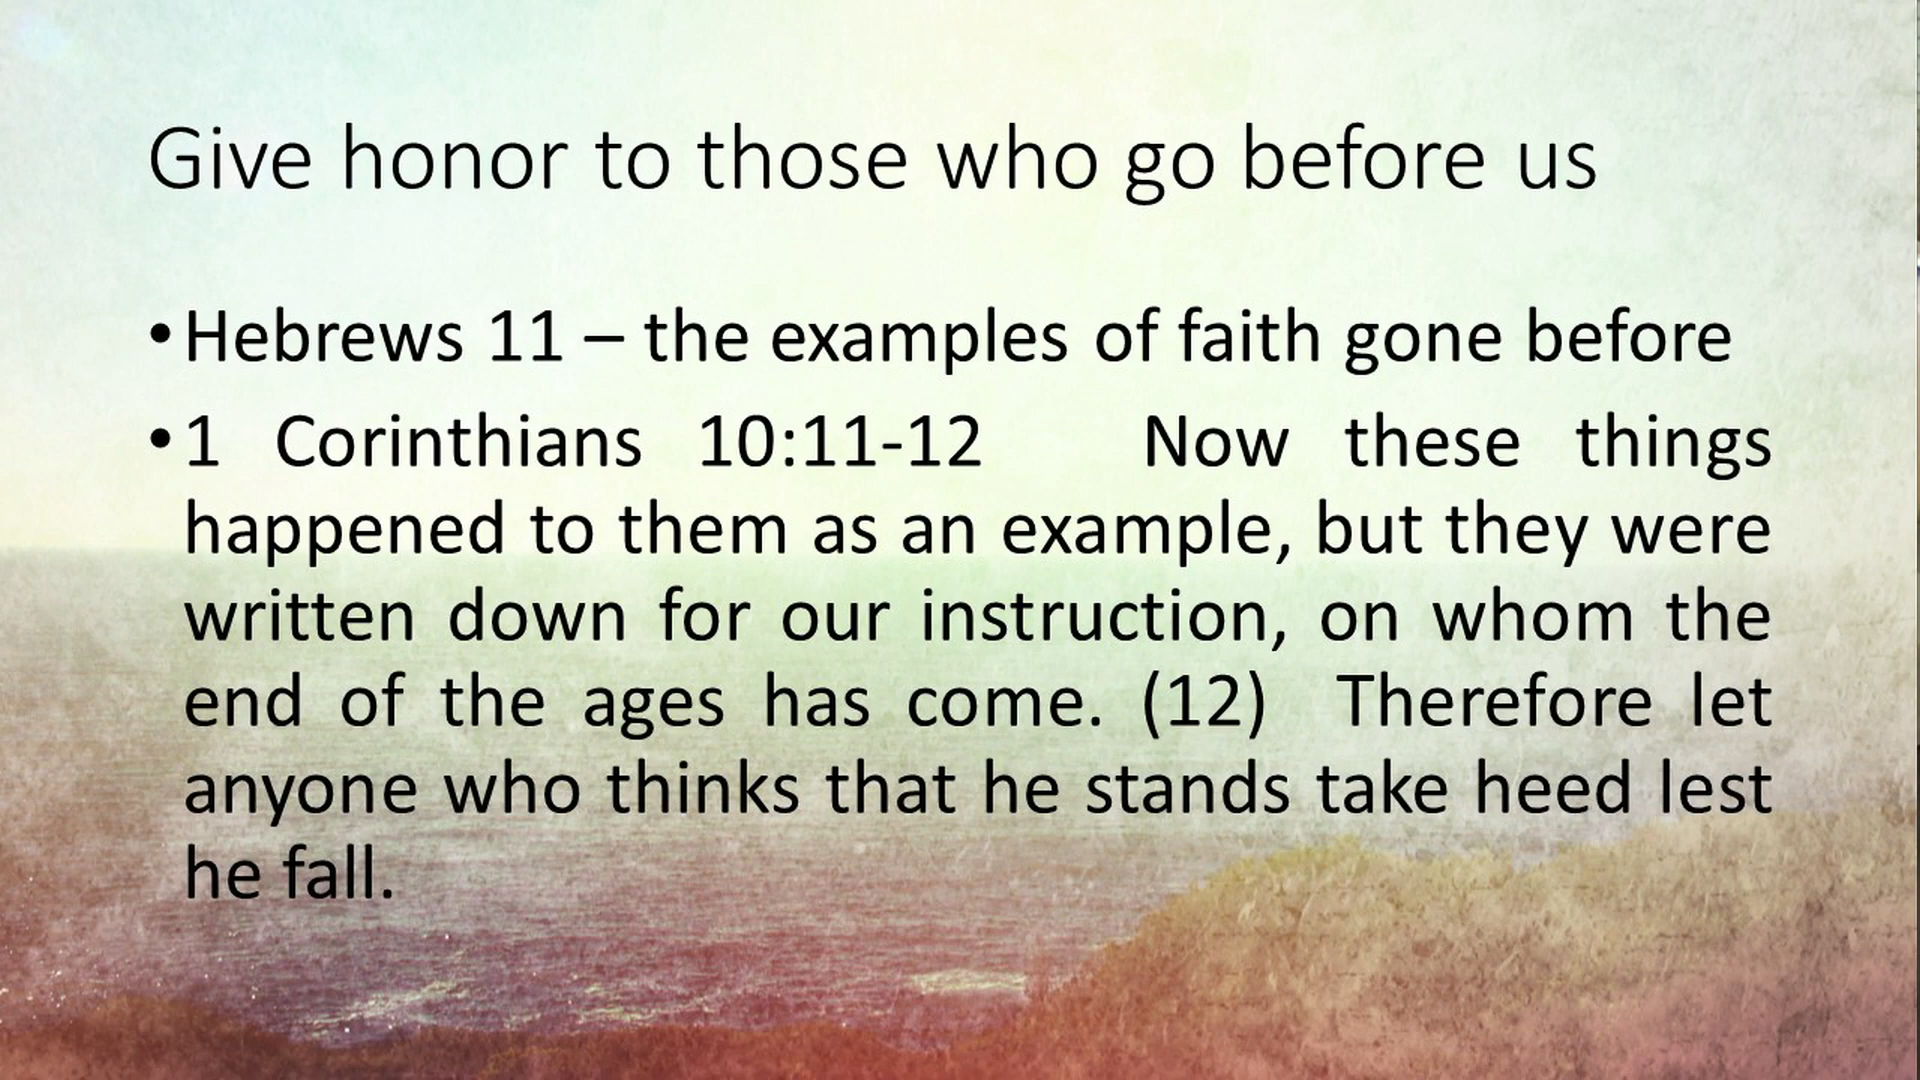 Give honor to those who go before us
• Hebrews 11 – the examples of faith gone before
• 1 Corinthians 10:11-12 Now these things
happened to them as an example, but they were
written down for our instruction, on whom the
end of the ages has come. (12) Therefore let
anyone who thinks that he stands take heed lest
he fall.